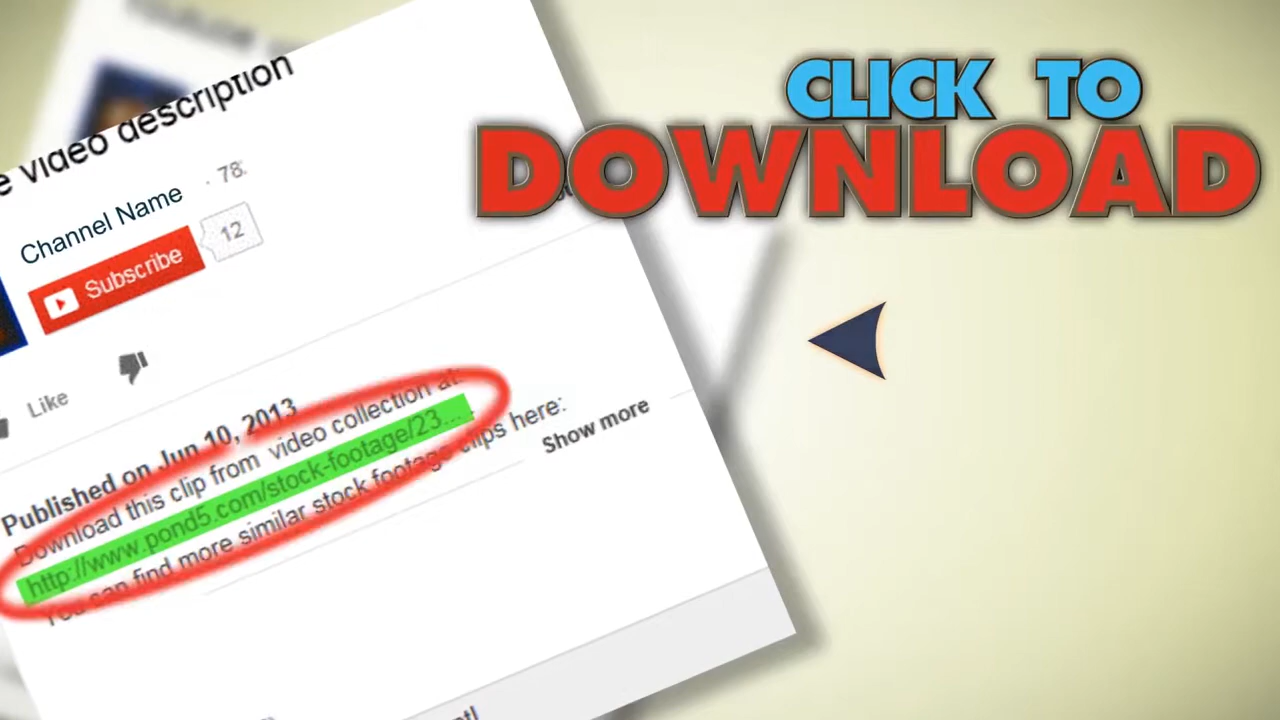 CLICK TO
DOWNLOAD
e video description
Channel Name
· 78
Subscribe
12
Like
Published on Jun 10, 2013
Download this clip from video collection at:
http://www.pond5.com/stock-footage/23...
You can find more similar stock footage clips here:
Show more